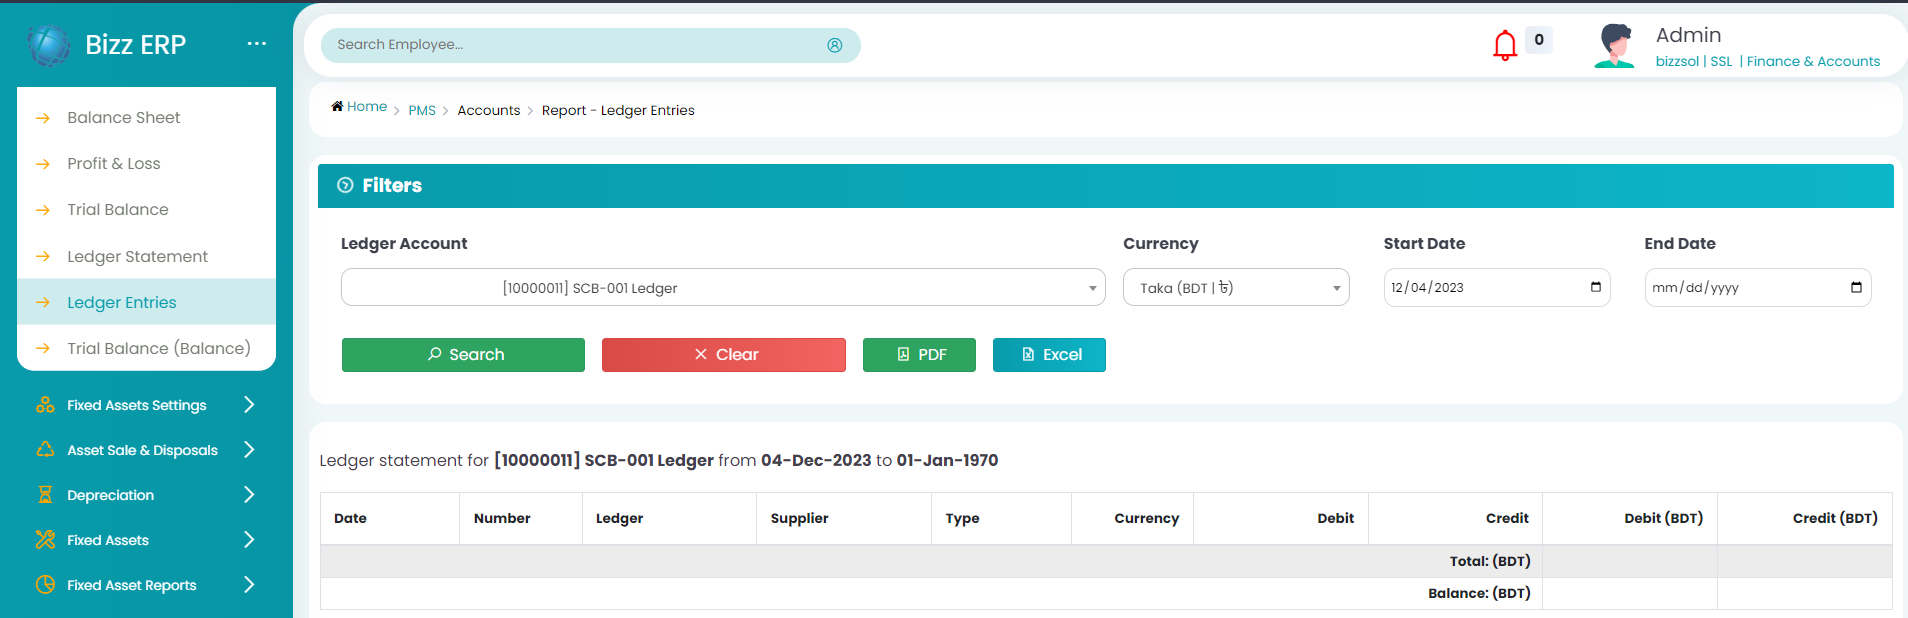 Bizz ERP
...
Balance Sheet
Profit & Loss
Trial Balance
Ledger Statement
Ledger Entries
Trial Balance (Balance)
Fixed Assets Settings
Asset Sale & Disposals
Depreciation
Fixed Assets
Fixed Asset Reports
Search Employee...
0
Admin
bizzsol | SSL | Finance & Accounts
Home > PMS > Accounts > Report - Ledger Entries
Filters
Ledger Account Currency Start Date End Date
[10000011] SCB-001 Ledger Taka (BDT | ৳) 12/04/2023 mm/dd/yyyy
Search Clear PDF Excel
Ledger statement for [10000011] SCB-001 Ledger from 04-Dec-2023 to 01-Jan-1970
Date Number Ledger Supplier Type Currency Debit Credit Debit (BDT) Credit (BDT)
Total: (BDT)
Balance: (BDT)